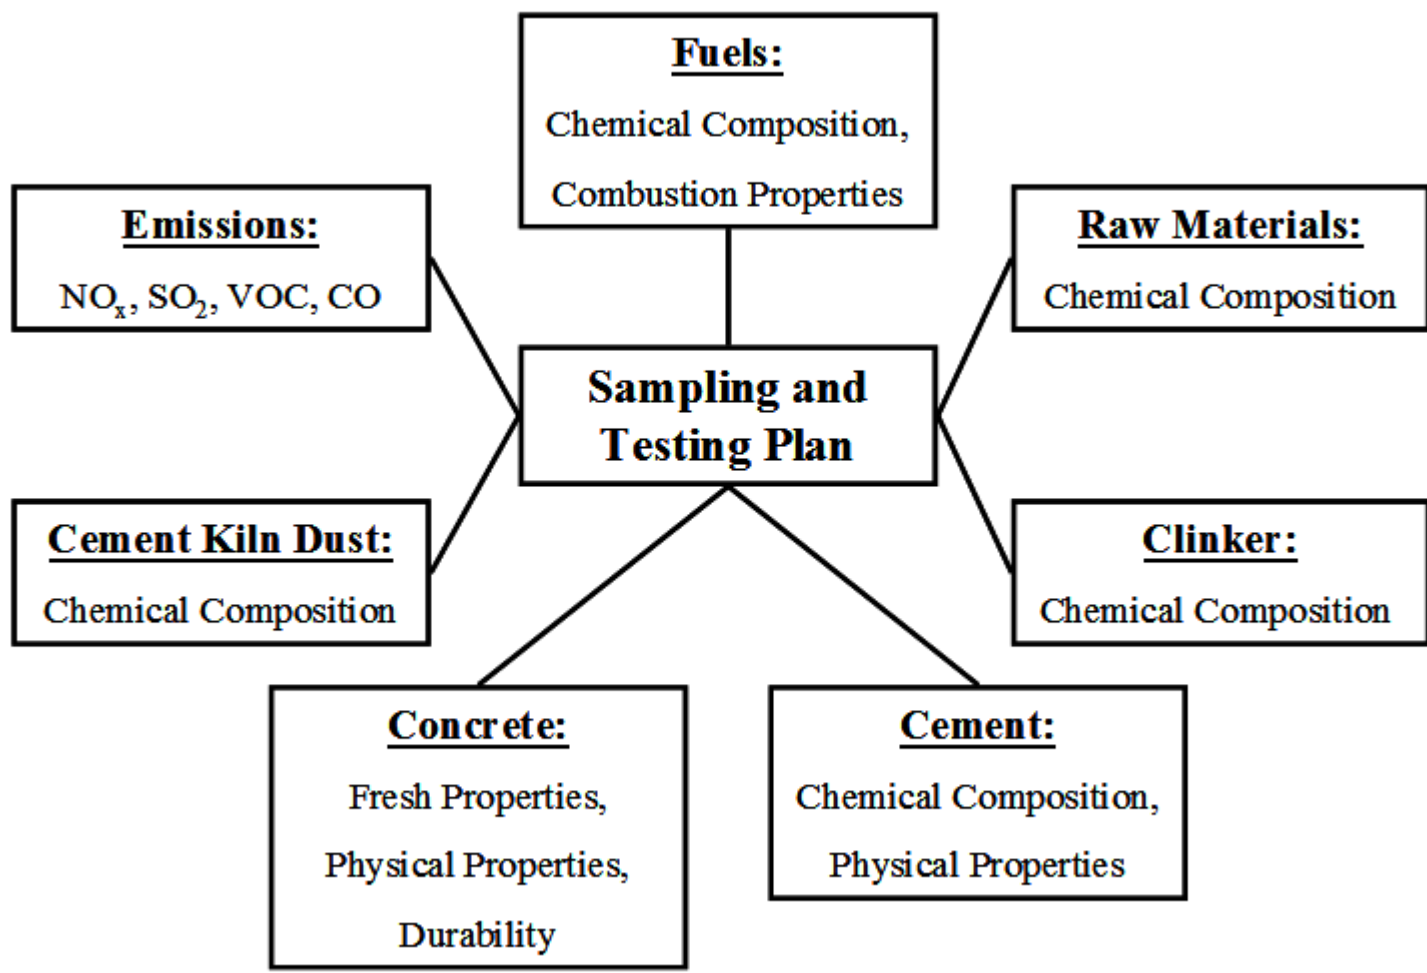 Fuels:
Chemical Composition,
Combustion Properties
Emissions:
NOₓ, SO₂, VOC, CO
Raw Materials:
Chemical Composition
Sampling and
Testing Plan
Cement Kiln Dust:
Chemical Composition
Clinker:
Chemical Composition
Concrete:
Fresh Properties,
Physical Properties,
Durability
Cement:
Chemical Composition,
Physical Properties